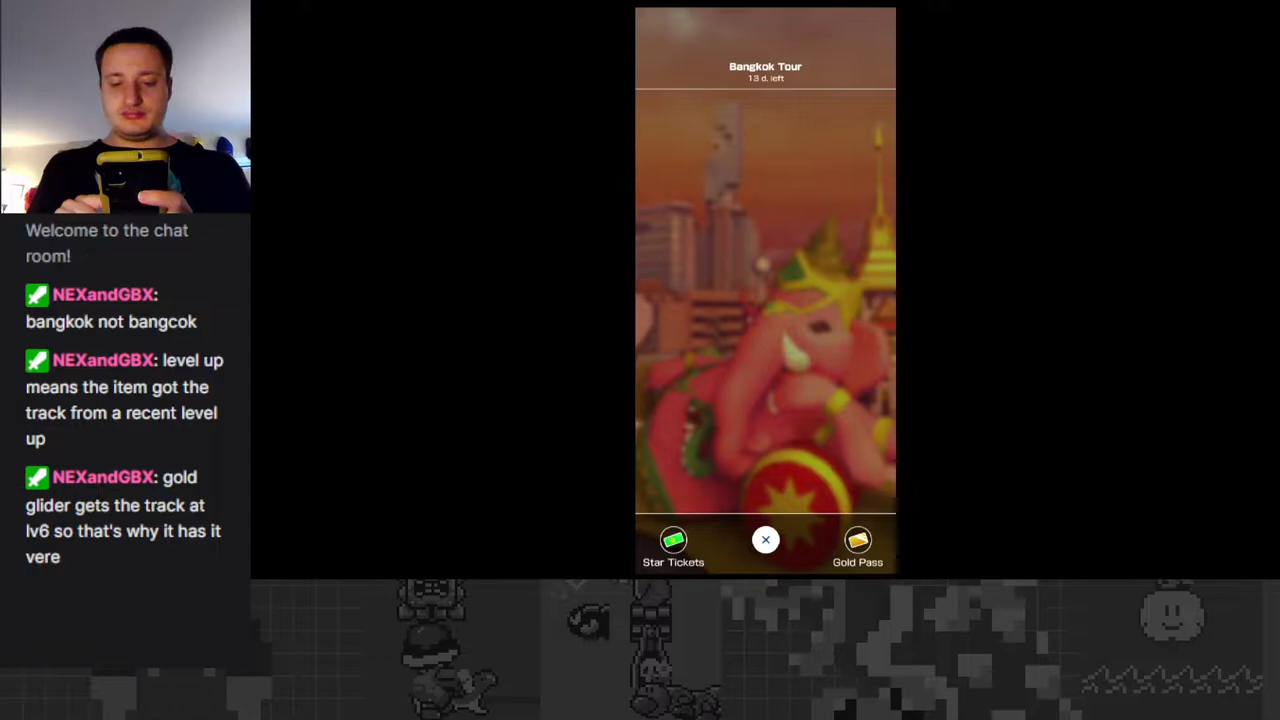 Bangkok Tour
13 d. left
Welcome to the chat
room!
NEXandGBX:
bangkok not bangcok
NEXandGBX: level up
means the item got the
track from a recent level
up
NEXandGBX: gold
glider gets the track at
lv6 so that's why it has it
vere
Star Tickets
Gold Pass